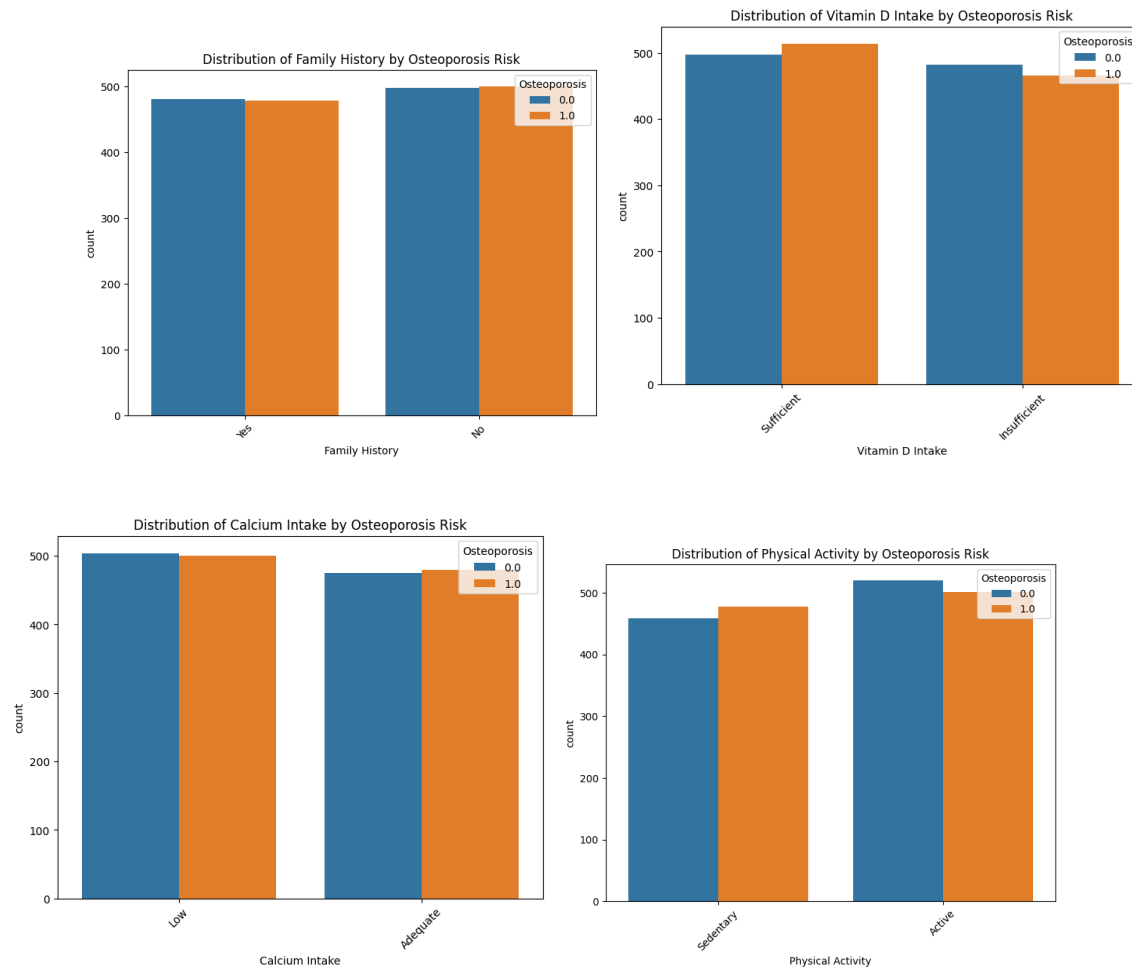 Distribution of Family History by Osteoporosis Risk
Osteoporosis
0.0
1.0
500
400
300
200
100
0
count
Yes
No
Family History
Distribution of Vitamin D Intake by Osteoporosis Risk
Osteoporosis
0.0
1.0
500
400
300
200
100
0
count
Sufficient
Insufficient
Vitamin D Intake
Distribution of Calcium Intake by Osteoporosis Risk
Osteoporosis
0.0
1.0
500
400
300
200
100
0
count
Low
Adequate
Calcium Intake
Distribution of Physical Activity by Osteoporosis Risk
Osteoporosis
0.0
1.0
500
400
300
200
100
0
count
Sedentary
Active
Physical Activity